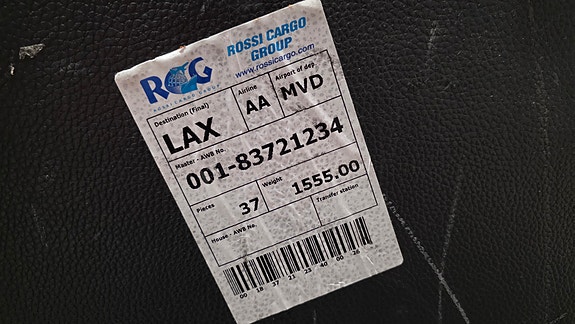 RCG
ROSSI CARGO GROUP
ROSSI CARGO
GROUP
www.rossicargo.com
Destination (Final)
LAX
Airline
AA
Airport of dep
MVD
Master - AWB No.
001-83721234
Pieces
37
Weight
1555.00
House - AWB No.
Transfer station